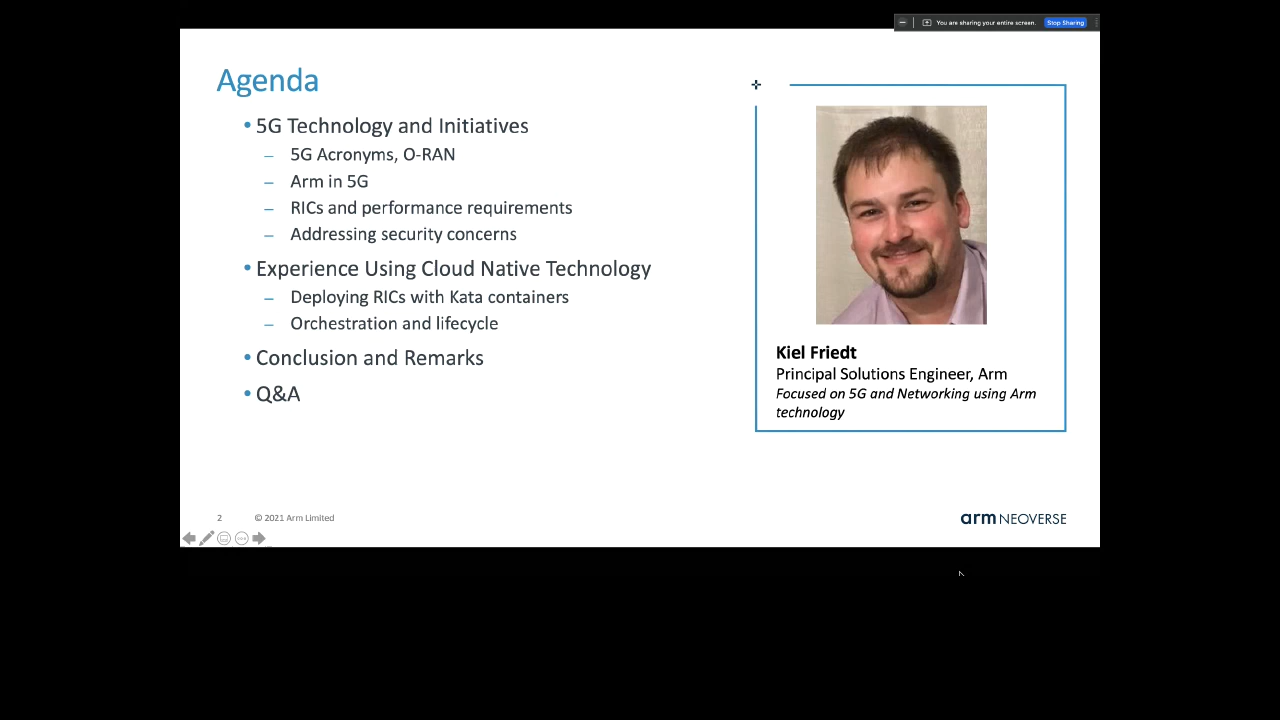 You are sharing your entire screen.
Stop Sharing
Agenda
• 5G Technology and Initiatives
– 5G Acronyms, O-RAN
– Arm in 5G
– RICs and performance requirements
– Addressing security concerns
• Experience Using Cloud Native Technology
– Deploying RICs with Kata containers
– Orchestration and lifecycle
• Conclusion and Remarks
• Q&A
Kiel Friedt
Principal Solutions Engineer, Arm
Focused on 5G and Networking using Arm
technology
2 © 2021 Arm Limited
arm NEOVERSE